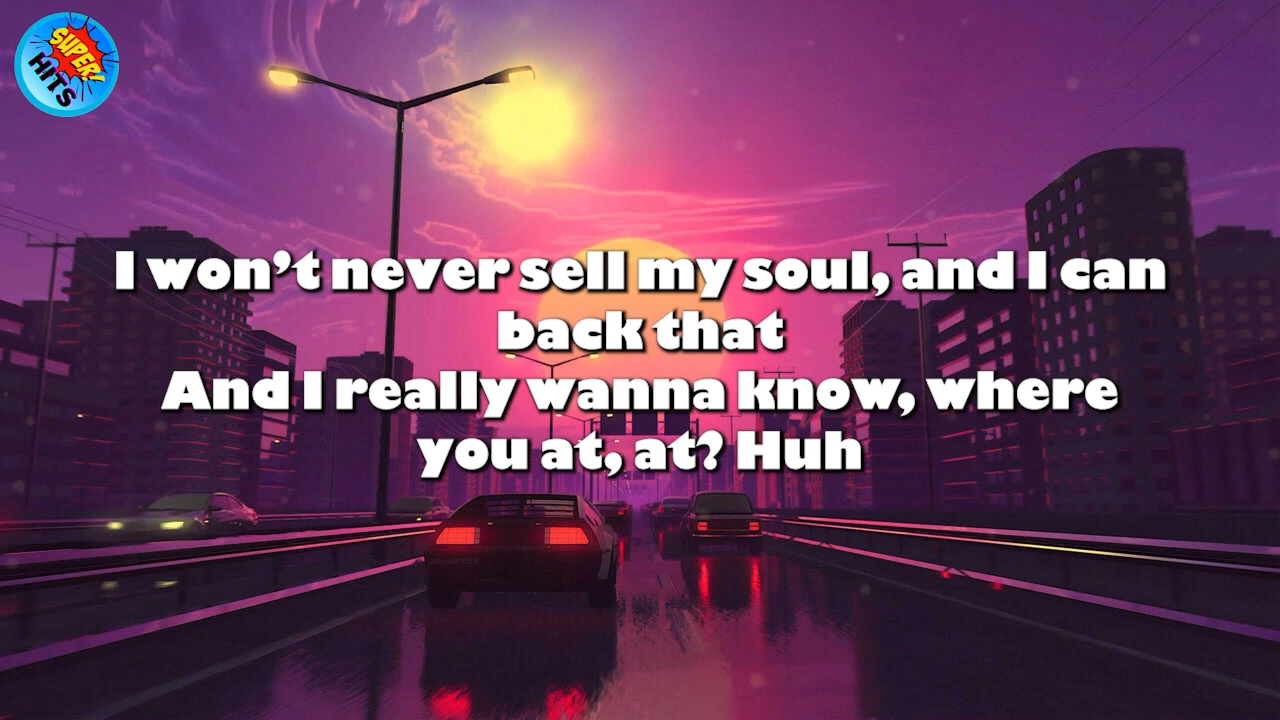 SUPER!
HITS
I won't never sell my soul, and I can
back that
And I really wanna know, where
you at, at? Huh